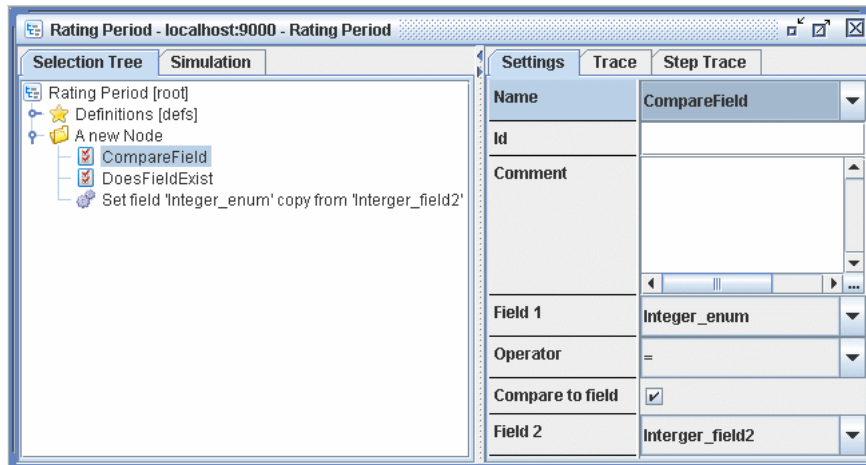 Rating Period - localhost:9000 - Rating Period
Selection Tree Simulation
Rating Period [root]
Definitions [defs]
A new Node
CompareField
DoesFieldExist
Set field 'Integer_enum' copy from 'Interger_field2'
Settings Trace Step Trace
Name CompareField
Id
Comment
...
Field 1 Integer_enum
Operator =
Compare to field
Field 2 Interger_field2